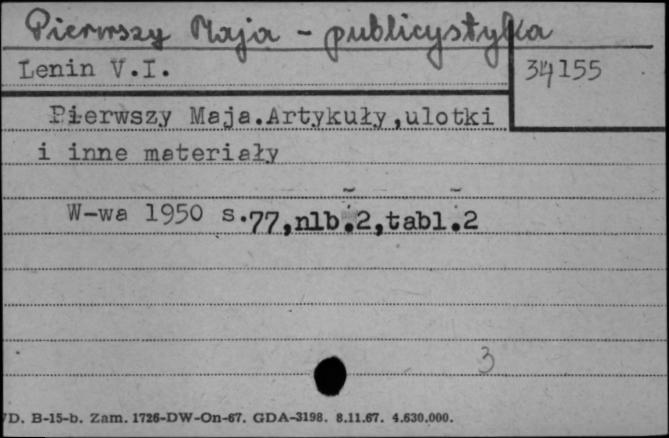 Pierwszy Maja - publicystyka
Lenin V.I.
34155
Pierwszy Maja.Artykuły,ulotki
i inne materiały
W-wa 1950 s.77,nlb.2,tabl.2
3
D. B-15-b. Zam. 1726-DW-On-67. GDA-3198. 8.11.67. 4.630.000.